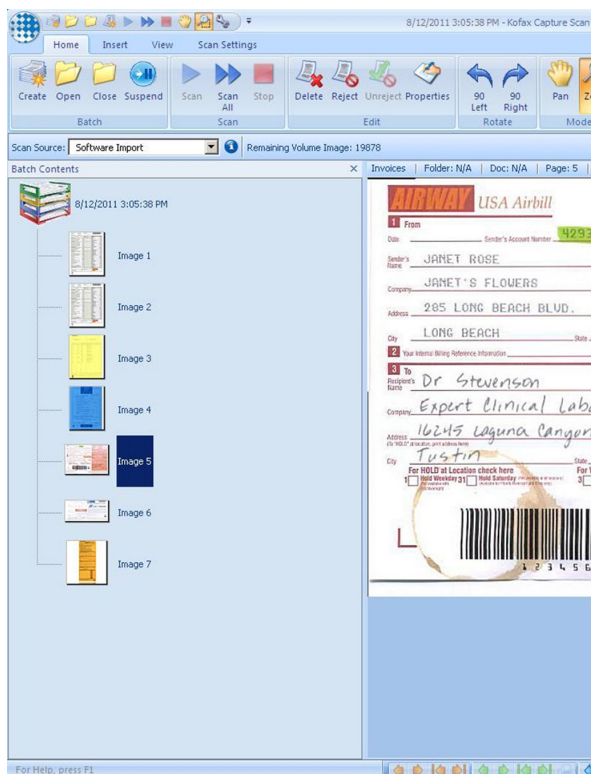 8/12/2011 3:05:38 PM - Kofax Capture Scan
Home Insert View Scan Settings
Create Open Close Suspend Scan Scan All Stop Delete Reject Unreject Properties 90 Left 90 Right Pan
Batch Scan Edit Rotate Mode
Scan Source: Software Import Remaining Volume Image: 19878
Batch Contents
Invoices | Folder: N/A | Doc: N/A | Page: 5 |
8/12/2011 3:05:38 PM
Image 1
Image 2
Image 3
Image 4
Image 5
Image 6
Image 7
AIRWAY USA Airbill
1 From
Date Sender's Account Number 4293
Sender's Name JANET ROSE
Company JANET'S FLOWERS
Address 285 LONG BEACH BLVD.
City LONG BEACH State
2 Your Internal Billing Reference Information
3 To
Recipient's Name Dr Stevenson
Company Expert Clinical Labo
Address 16245 Laguna Canyon
City Tustin State
For HOLD at Location check here
1 Hold Weekday 31 Hold Saturday 3
1 2 3 4 5 6
For Help, press F1